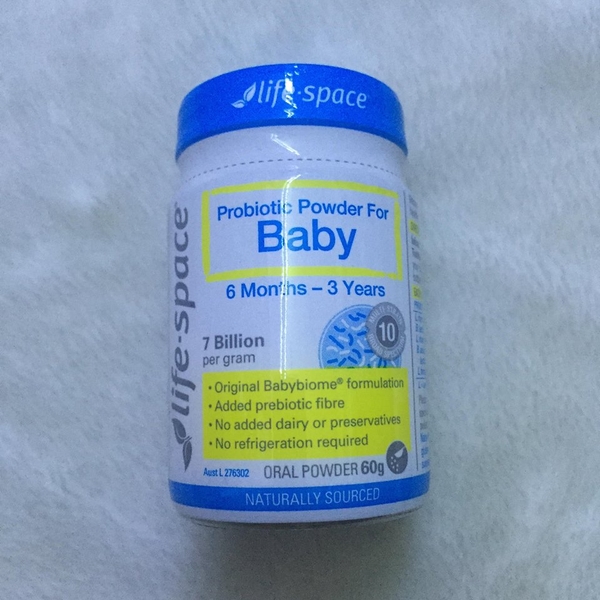 life·space
Probiotic Powder For
Baby
6 Months – 3 Years
life·space
7 Billion
per gram
10
• Original Babybiome® formulation
• Added prebiotic fibre
• No added dairy or preservatives
• No refrigeration required
Aust L 276302
ORAL POWDER 60g
NATURALLY SOURCED